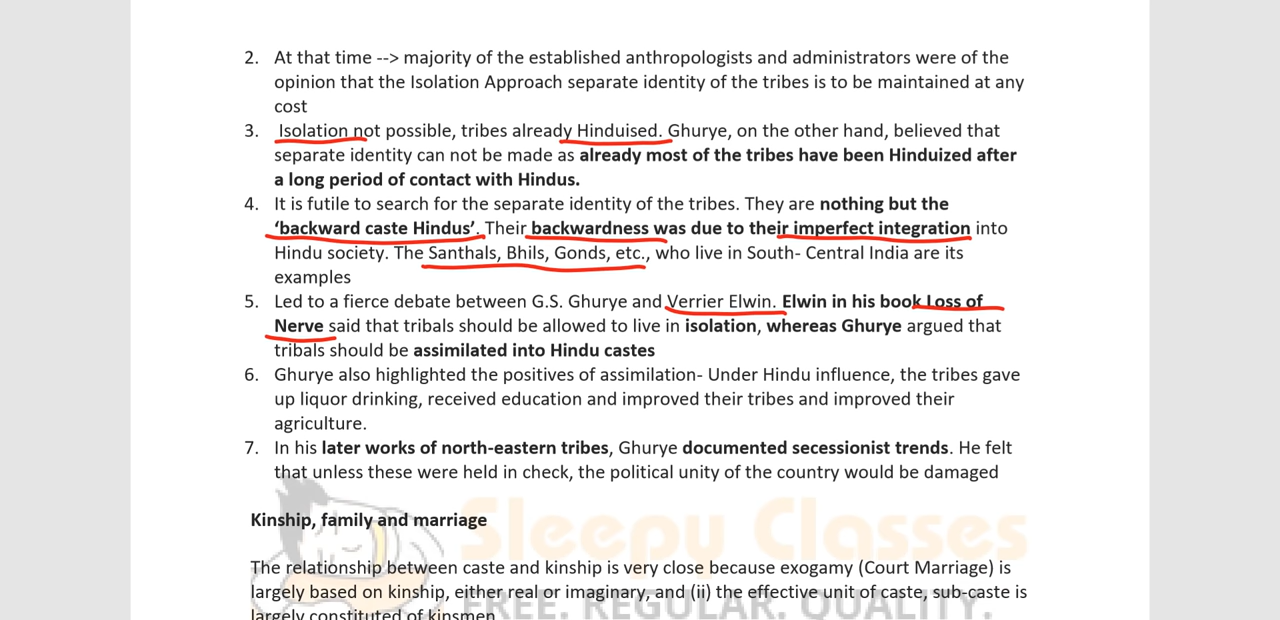 2. At that time --> majority of the established anthropologists and administrators were of the
opinion that the Isolation Approach separate identity of the tribes is to be maintained at any
cost
3. Isolation not possible, tribes already Hinduised. Ghurye, on the other hand, believed that
separate identity can not be made as already most of the tribes have been Hinduized after
a long period of contact with Hindus.
4. It is futile to search for the separate identity of the tribes. They are nothing but the
‘backward caste Hindus’. Their backwardness was due to their imperfect integration into
Hindu society. The Santhals, Bhils, Gonds, etc., who live in South- Central India are its
examples
5. Led to a fierce debate between G.S. Ghurye and Verrier Elwin. Elwin in his book Loss of
Nerve said that tribals should be allowed to live in isolation, whereas Ghurye argued that
tribals should be assimilated into Hindu castes
6. Ghurye also highlighted the positives of assimilation- Under Hindu influence, the tribes gave
up liquor drinking, received education and improved their tribes and improved their
agriculture.
7. In his later works of north-eastern tribes, Ghurye documented secessionist trends. He felt
that unless these were held in check, the political unity of the country would be damaged
Sleepy Classes
Kinship, family and marriage
The relationship between caste and kinship is very close because exogamy (Court Marriage) is
largely based on kinship, either real or imaginary, and (ii) the effective unit of caste, sub-caste is
FREE. REGULAR. QUALITY.
largely constituted of kinsmen